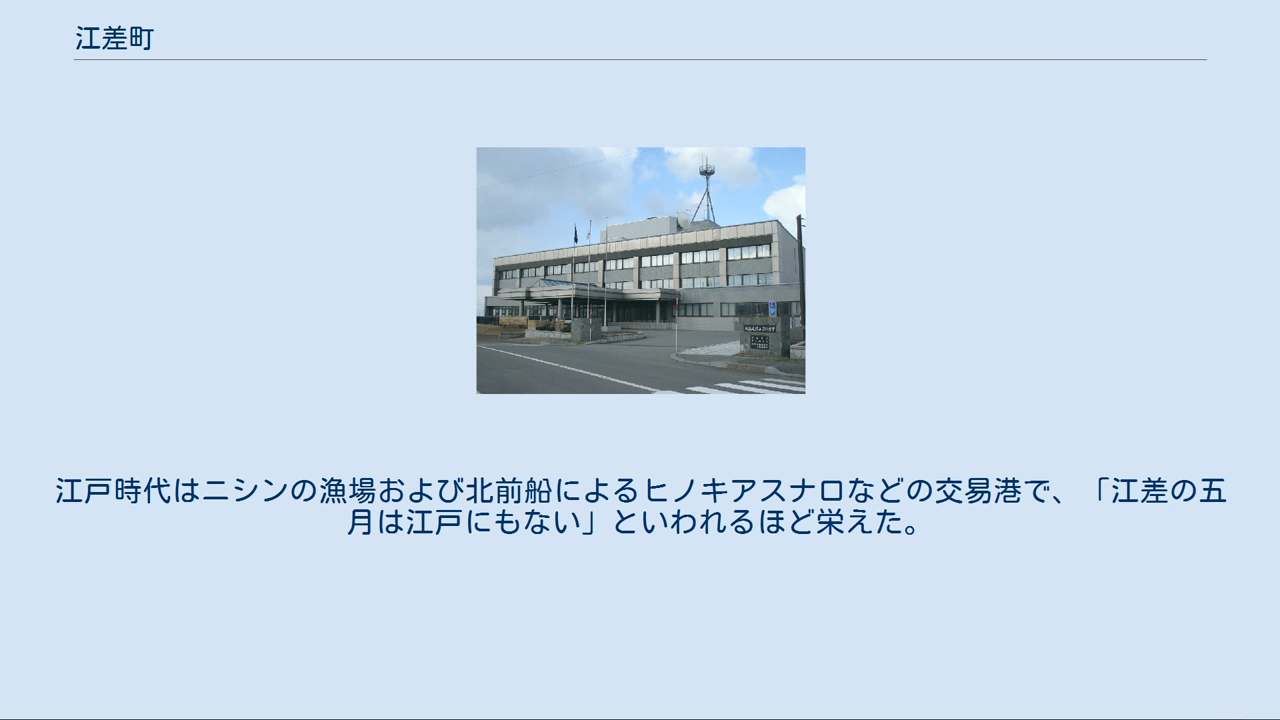 江差町
江戸時代はニシンの漁場および北前船によるヒノキアスナロなどの交易港で、「江差の五
月は江戸にもない」といわれるほど栄えた。